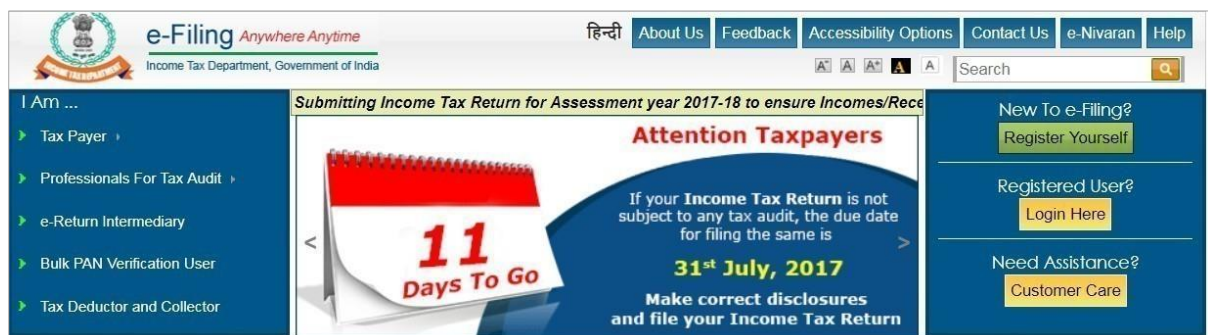 e-Filing Anywhere Anytime
Income Tax Department, Government of India
हिन्दी About Us Feedback Accessibility Options Contact Us e-Nivaran Help
A- A A+ A A
Search
I Am ...
Tax Payer
Professionals For Tax Audit
e-Return Intermediary
Bulk PAN Verification User
Tax Deductor and Collector
Submitting Income Tax Return for Assessment year 2017-18 to ensure Incomes/Rece
11
Days To Go
Attention Taxpayers
If your Income Tax Return is not
subject to any tax audit, the due date
for filing the same is
31st July, 2017
Make correct disclosures
and file your Income Tax Return
New To e-Filing?
Register Yourself
Registered User?
Login Here
Need Assistance?
Customer Care